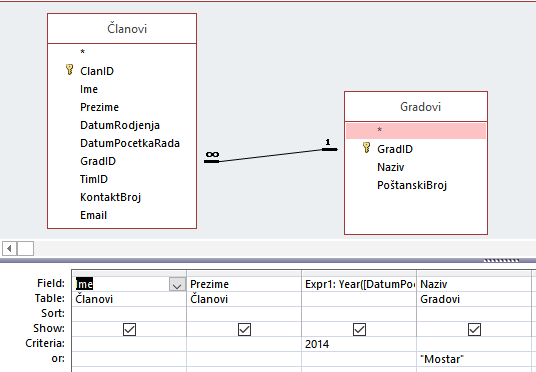 Članovi
*
ClanID
Ime
Prezime
DatumRodjenja
DatumPocetkaRada
GradID
TimID
KontaktBroj
Email
∞ 1
Gradovi
*
GradID
Naziv
PoštanskiBroj
Field: Ime Prezime Expr1: Year([DatumPoc Naziv
Table: Članovi Članovi Gradovi
Sort:
Show:
Criteria: 2014
or: "Mostar"